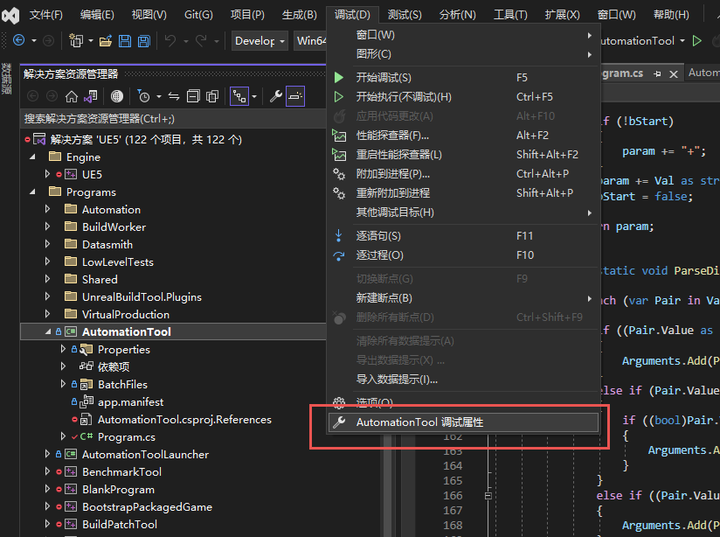 文件(F) 编辑(E) 视图(V) Git(G) 项目(P) 生成(B) 调试(D) 测试(S) 分析(N) 工具(T) 扩展(X) 窗口(W) 帮助(H)
Develop Win64 utomationTool
数据源
解决方案资源管理器
搜索解决方案资源管理器(Ctrl+;)
解决方案 'UE5' (122 个项目，共 122 个)
Engine
UE5
Programs
Automation
BuildWorker
Datasmith
LowLevelTests
Shared
UnrealBuildTool.Plugins
VirtualProduction
AutomationTool
Properties
依赖项
BatchFiles
app.manifest
AutomationTool.csproj.References
Program.cs
AutomationToolLauncher
BenchmarkTool
BlankProgram
BootstrapPackagedGame
BuildPatchTool
窗口(W)
图形(C)
开始调试(S) F5
开始执行(不调试)(H) Ctrl+F5
应用代码更改(A) Alt+F10
性能探查器(F)... Alt+F2
重启性能探查器(L) Shift+Alt+F2
附加到进程(P)... Ctrl+Alt+P
重新附加到进程 Shift+Alt+P
其他调试目标(H)
逐语句(S) F11
逐过程(O) F10
切换断点(G) F9
新建断点(B)
删除所有断点(D) Ctrl+Shift+F9
清除所有数据提示(A)
导出数据提示(X) ...
导入数据提示(I)...
选项(O)...
AutomationTool 调试属性
gram.cs Autom
f (!bStart)
param += "+";
param += Val as str
bStart = false;
rn param;
static void ParseDi
ach (var Pair in Va
f ((Pair.Value as
Arguments.Add(P
else if (Pair.Value
if ((bool)Pair.
162 {
163 Arguments.A
164 }
165 }
166 else if ((Pair.Valu
167 {
168 Arguments.Add(P